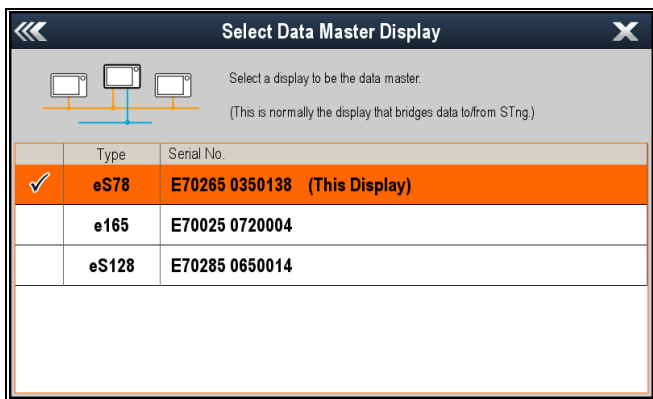 Select Data Master Display
Select a display to be the data master.
(This is normally the display that bridges data to/from STng.)
Type Serial No.
eS78 E70265 0350138 (This Display)
e165 E70025 0720004
eS128 E70285 0650014